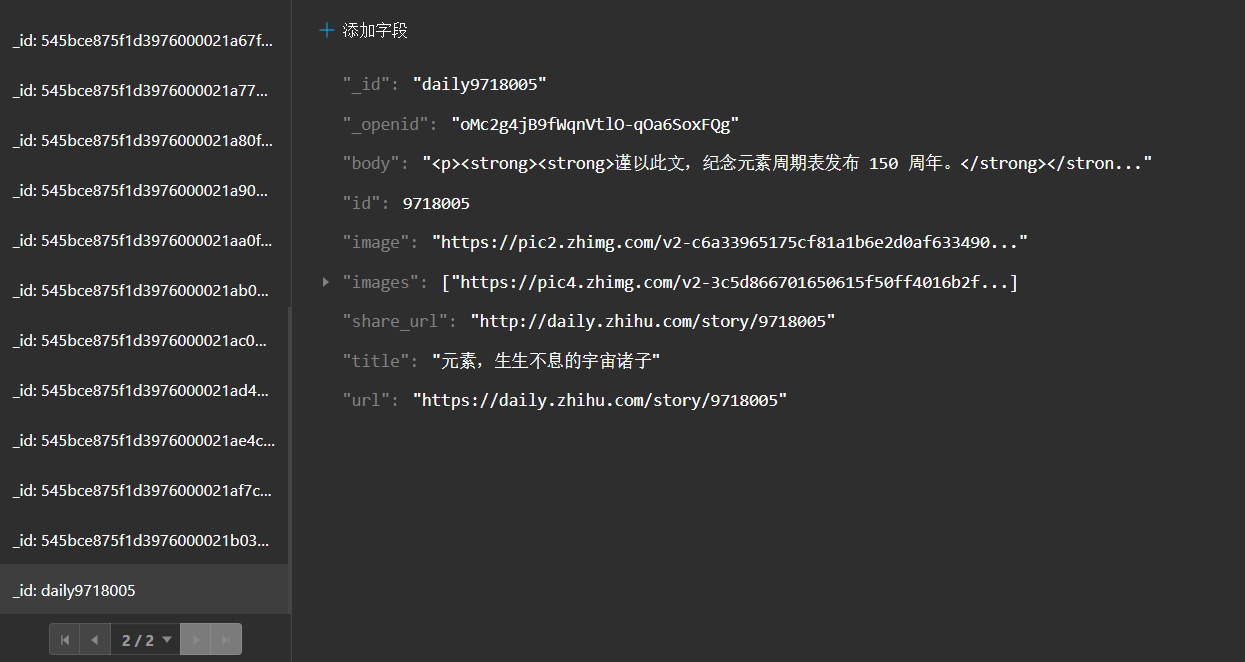 _id: 545bce875f1d3976000021a67f...
_id: 545bce875f1d3976000021a77...
_id: 545bce875f1d3976000021a80f...
_id: 545bce875f1d3976000021a90...
_id: 545bce875f1d3976000021aa0f...
_id: 545bce875f1d3976000021ab0...
_id: 545bce875f1d3976000021ac0...
_id: 545bce875f1d3976000021ad4...
_id: 545bce875f1d3976000021ae4c...
_id: 545bce875f1d3976000021af7c...
_id: 545bce875f1d3976000021b03...
_id: daily9718005
2 / 2
添加字段
"_id": "daily9718005"
"_openid": "oMc2g4jB9fWqnVtlO-qOa6SoxFQg"
"body": "<p><strong><strong>谨以此文，纪念元素周期表发布 150 周年。</strong></stron..."
"id": 9718005
"image": "https://pic2.zhimg.com/v2-c6a33965175cf81a1b6e2d0af633490..."
"images": ["https://pic4.zhimg.com/v2-3c5d866701650615f50ff4016b2f...]
"share_url": "http://daily.zhihu.com/story/9718005"
"title": "元素，生生不息的宇宙诸子"
"url": "https://daily.zhihu.com/story/9718005"